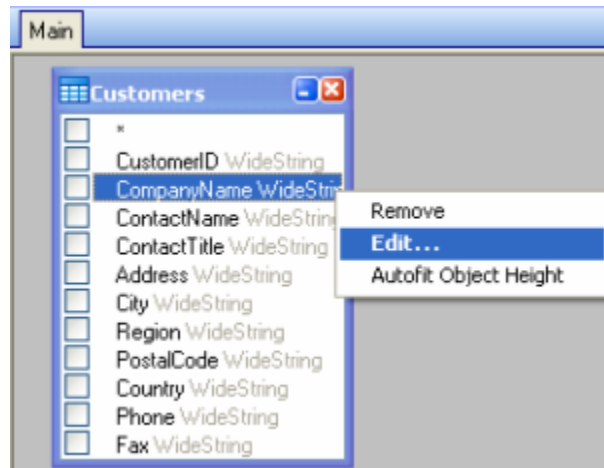 Main
Customers
*
CustomerID WideString
CompanyName WideStrin
ContactName WideString
ContactTitle WideString
Address WideString
City WideString
Region WideString
PostalCode WideString
Country WideString
Phone WideString
Fax WideString
Remove
Edit...
Autofit Object Height